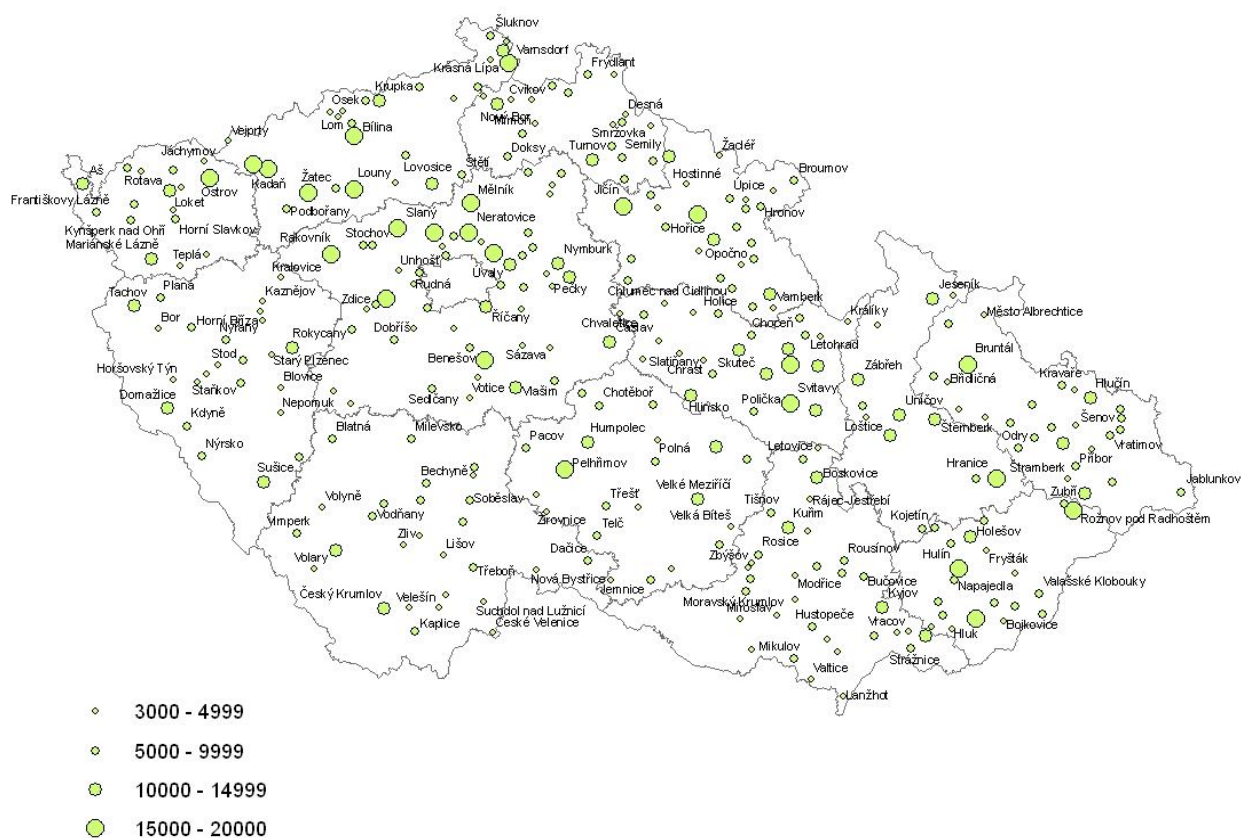 Šluknov
Varnsdorf
Krásná Lípa
Frýdlant
Krupka
Cvikov
Osek
Desná
Nový Bor
Mimoň
Lom
Bílina
Smržovka
Vejprty
Turnov
Semily
Žacléř
Jáchymov
Doksy
Lovosice
Štětí
Broumov
Aš
Rotava
Ostrov
Kadaň
Žatec
Louny
Hostinné
Úpice
Františkovy Lázně
Loket
Mělník
Jičín
Hronov
Podbořany
Slaný
Kynšperk nad Ohří
Horní Slavkov
Stochov
Neratovice
Hořice
Mariánské Lázně
Rakovník
Opočno
Teplá
Kralovice
Unhošť
Úvaly
Nymburk
Rudná
Pečky
Chlumec nad Cidlinou
Jeseník
Planá
Kaznějov
Tachov
Zdice
Holice
Vamberk
Bor
Horní Bříza
Říčany
Čáslav
Králíky
Město Albrechtice
Nýřany
Rokycany
Dobříš
Chvaletice
Choceň
Letohrad
Stod
Starý Plzenec
Benešov
Sázava
Slatiňany
Skuteč
Zábřeh
Bruntál
Horšovský Týn
Staňkov
Blovice
Chrast
Břidličná
Kravaře
Domažlice
Votice
Vlašim
Svitavy
Hlučín
Kdyně
Nepomuk
Sedlčany
Chotěboř
Hlinsko
Polička
Uničov
Šenov
Loštice
Šternberk
Blatná
Milevsko
Humpolec
Odry
Vratimov
Nýrsko
Pacov
Polná
Letovice
Příbor
Sušice
Bechyně
Pelhřimov
Boskovice
Hranice
Štramberk
Jablunkov
Velké Meziříčí
Volyně
Soběslav
Třešť
Tišnov
Rájec-Jestřebí
Zubří
Vodňany
Žirovnice
Velká Bíteš
Kuřim
Kojetín
Holešov
Rožnov pod Radhoštěm
Vimperk
Zliv
Telč
Rosice
Volary
Lišov
Dačice
Zbýšov
Rousínov
Hulín
Fryšták
Třeboň
Nová Bystřice
Jemnice
Modřice
Bučovice
Napajedla
Valašské Klobouky
Český Krumlov
Velešín
Suchdol nad Lužnicí
Moravský Krumlov
Miroslav
Kyjov
Kaplice
České Velenice
Hustopeče
Vracov
Hluk
Bojkovice
Mikulov
Valtice
Strážnice
Lanžhot
3000 - 4999
5000 - 9999
10000 - 14999
15000 - 20000